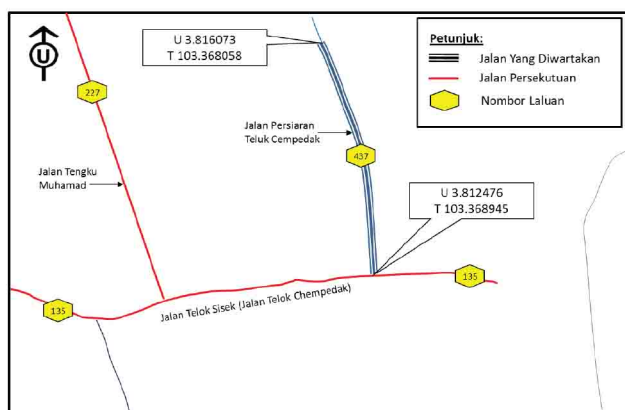 U
U 3.816073
T 103.368058
Petunjuk:
Jalan Yang Diwartakan
Jalan Persekutuan
Nombor Laluan
227
Jalan Persiaran
Teluk Cempedak
437
Jalan Tengku
Muhamad
U 3.812476
T 103.368945
135
Jalan Telok Sisek (Jalan Telok Chempedak)
135